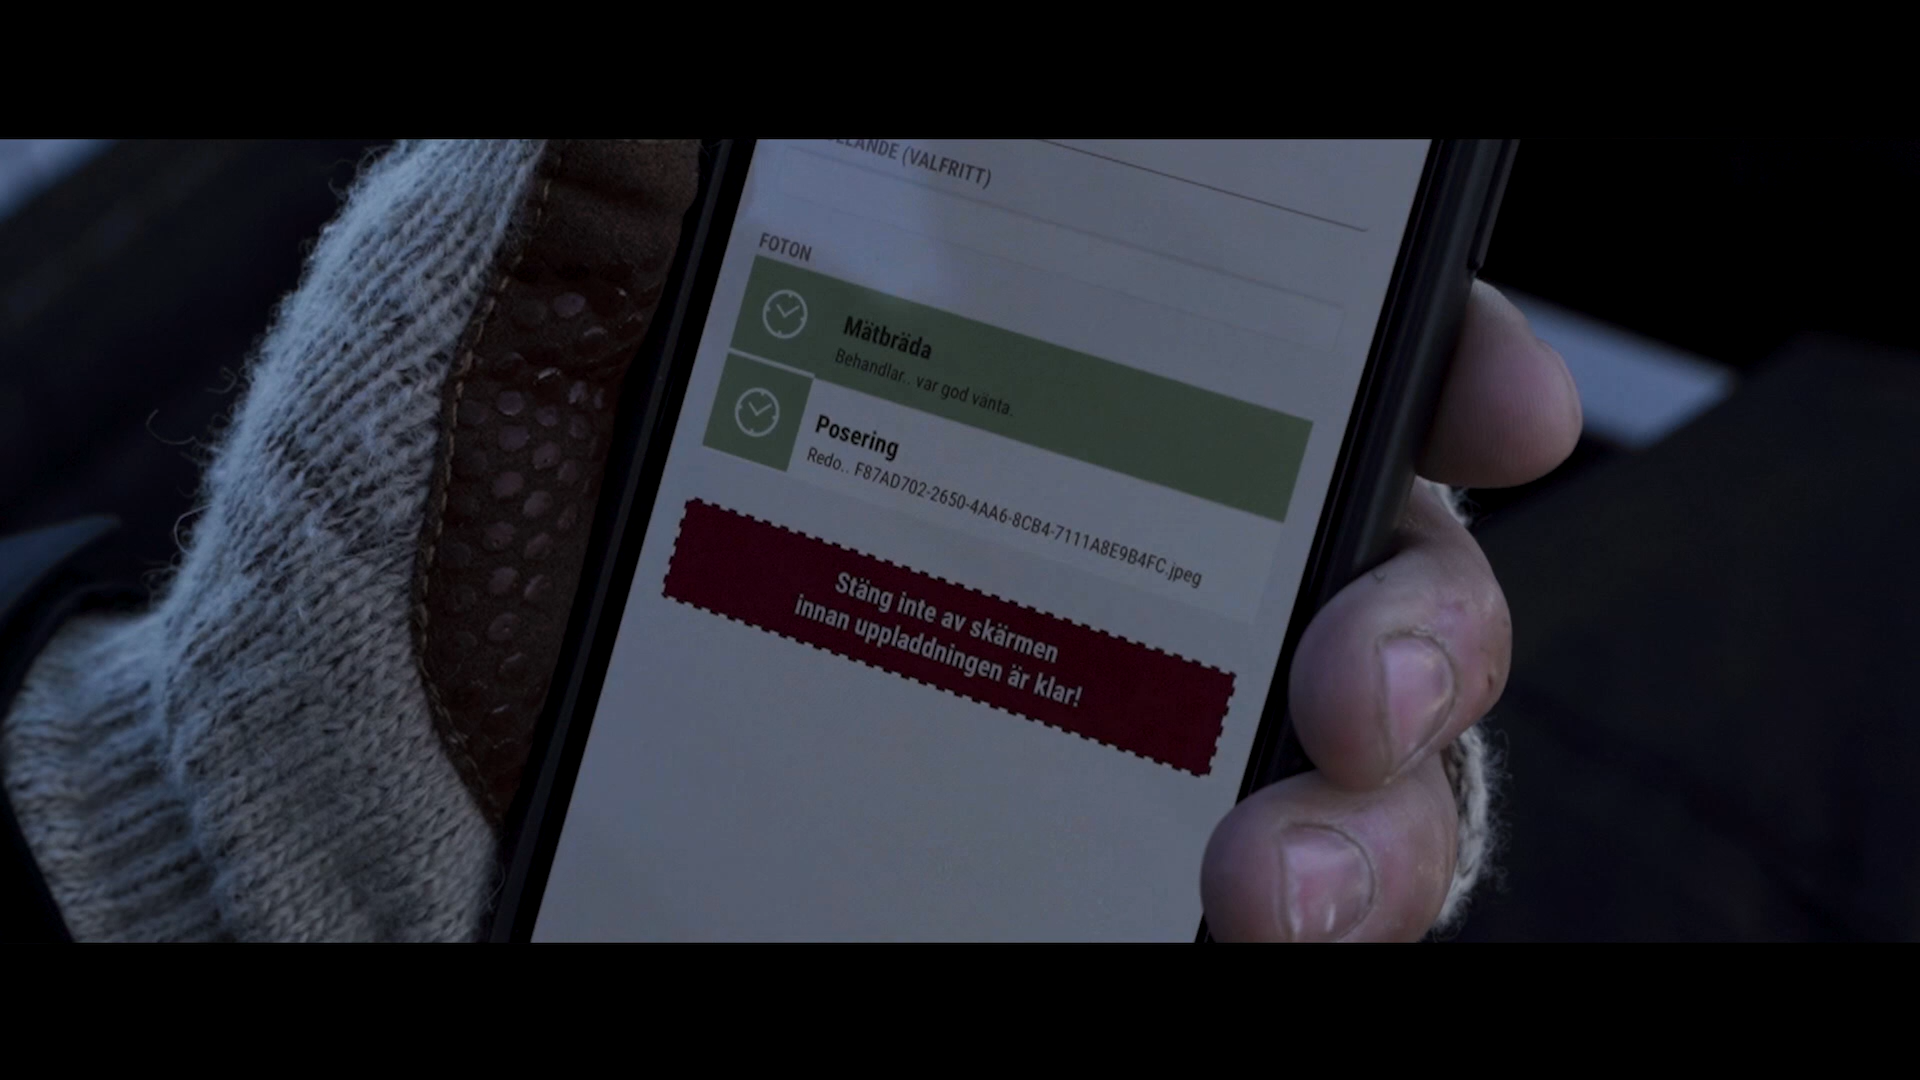 (VALFRITT)
FOTON
Mätbräda
Behandlar.. var god vänta.
Posering
Redo.. F87AD702-2650-4AA6-8CB4-7111A8E9B4FC.jpeg
Stäng inte av skärmen
innan uppladdningen är klar!